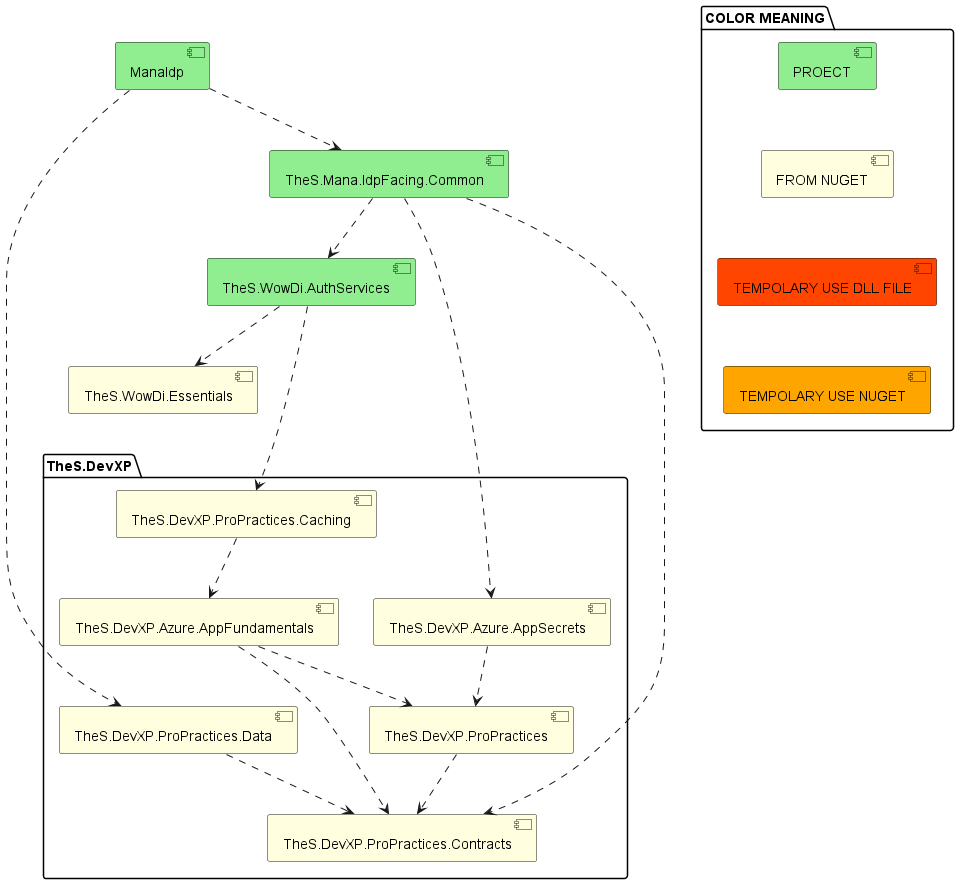 COLOR MEANING
ManaIdp
PROECT
TheS.Mana.IdpFacing.Common
FROM NUGET
TheS.WowDi.AuthServices
TEMPOLARY USE DLL FILE
TheS.WowDi.Essentials
TEMPOLARY USE NUGET
TheS.DevXP
TheS.DevXP.ProPractices.Caching
TheS.DevXP.Azure.AppFundamentals
TheS.DevXP.Azure.AppSecrets
TheS.DevXP.ProPractices.Data
TheS.DevXP.ProPractices
TheS.DevXP.ProPractices.Contracts